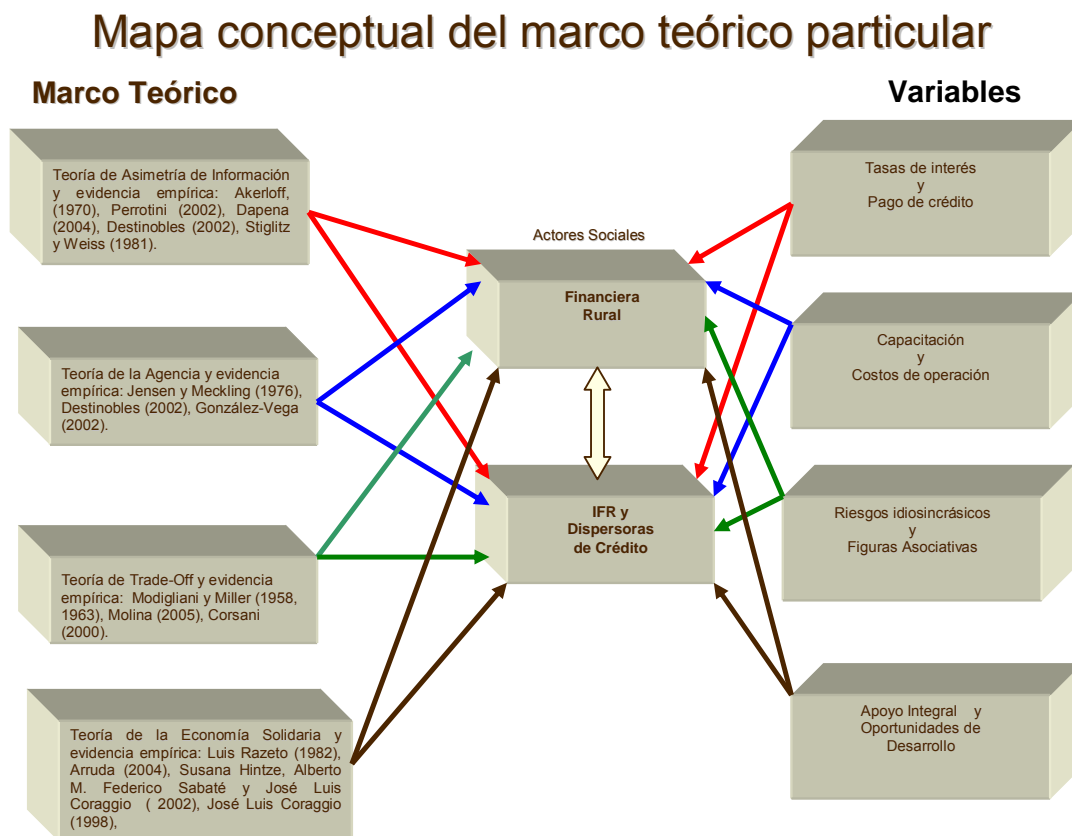 Mapa conceptual del marco teórico particular
Marco Teórico
Variables
Teoría de Asimetría de Información
y evidencia empírica: Akerloff,
(1970), Perrotini (2002), Dapena
(2004), Destinobles (2002), Stiglitz
y Weiss (1981).
Teoría de la Agencia y evidencia
empírica: Jensen y Meckling (1976),
Destinobles (2002), González-Vega
(2002).
Teoría de Trade-Off y evidencia
empírica: Modigliani y Miller (1958,
1963), Molina (2005), Corsani
(2000).
Teoría de la Economía Solidaria y
evidencia empírica: Luis Razeto (1982),
Arruda (2004), Susana Hintze, Alberto
M. Federico Sabaté y José Luis
Coraggio ( 2002), José Luis Coraggio
(1998),
Actores Sociales
Financiera
Rural
IFR y
Dispersoras
de Crédito
Tasas de interés
y
Pago de crédito
Capacitación
y
Costos de operación
Riesgos idiosincrásicos
y
Figuras Asociativas
Apoyo Integral y
Oportunidades de
Desarrollo